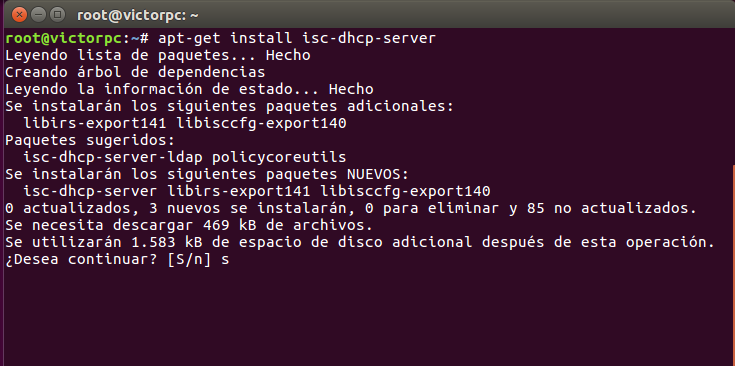 root@victorpc: ~
root@victorpc:~# apt-get install isc-dhcp-server
Leyendo lista de paquetes... Hecho
Creando árbol de dependencias
Leyendo la información de estado... Hecho
Se instalarán los siguientes paquetes adicionales:
  libirs-export141 libisccfg-export140
Paquetes sugeridos:
  isc-dhcp-server-ldap policycoreutils
Se instalarán los siguientes paquetes NUEVOS:
  isc-dhcp-server libirs-export141 libisccfg-export140
0 actualizados, 3 nuevos se instalarán, 0 para eliminar y 85 no actualizados.
Se necesita descargar 469 kB de archivos.
Se utilizarán 1.583 kB de espacio de disco adicional después de esta operación.
¿Desea continuar? [S/n] s